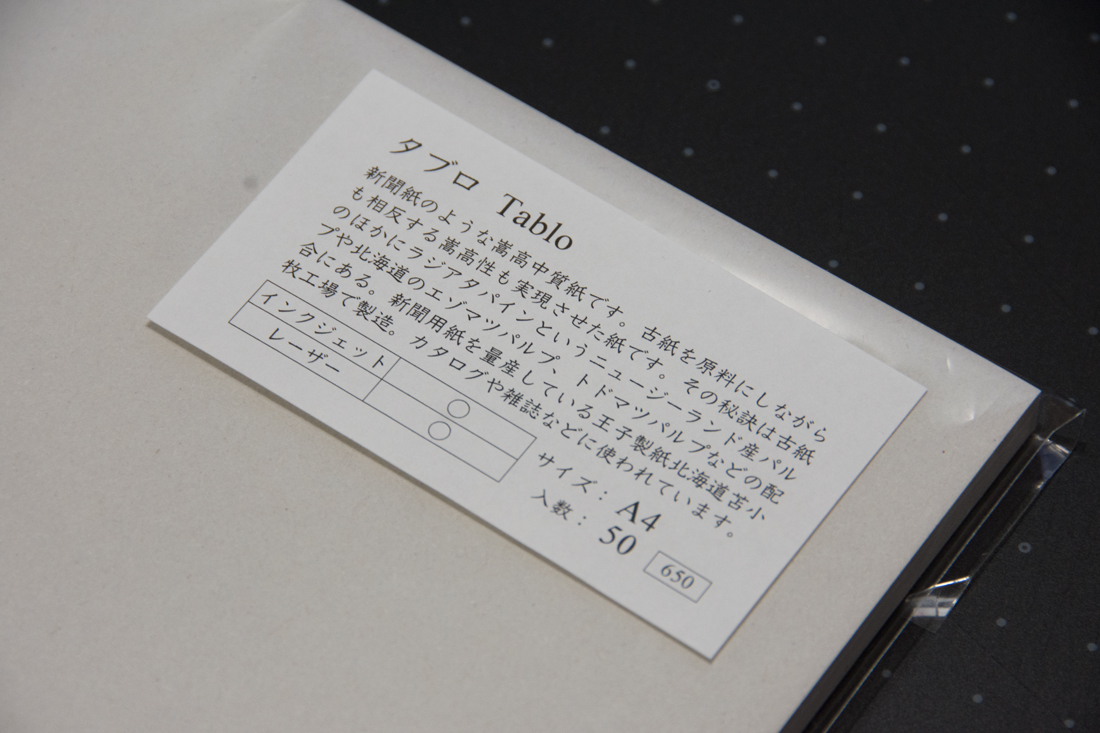 タブロ Tablo
新聞紙のような嵩高中質紙です。古紙を原料にしながら
も相反する嵩高性も実現させた紙です。その秘訣は古紙
のほかにラジアタパインというニュージーランド産パル
プや北海道のエゾマツパルプ、トドマツパルプなどの配
合にある。新聞用紙を量産している王子製紙北海道苫小
牧工場で製造。カタログや雑誌などに使われています。
インクジェット ○
レーザー ○
サイズ：A4
入数：50
650